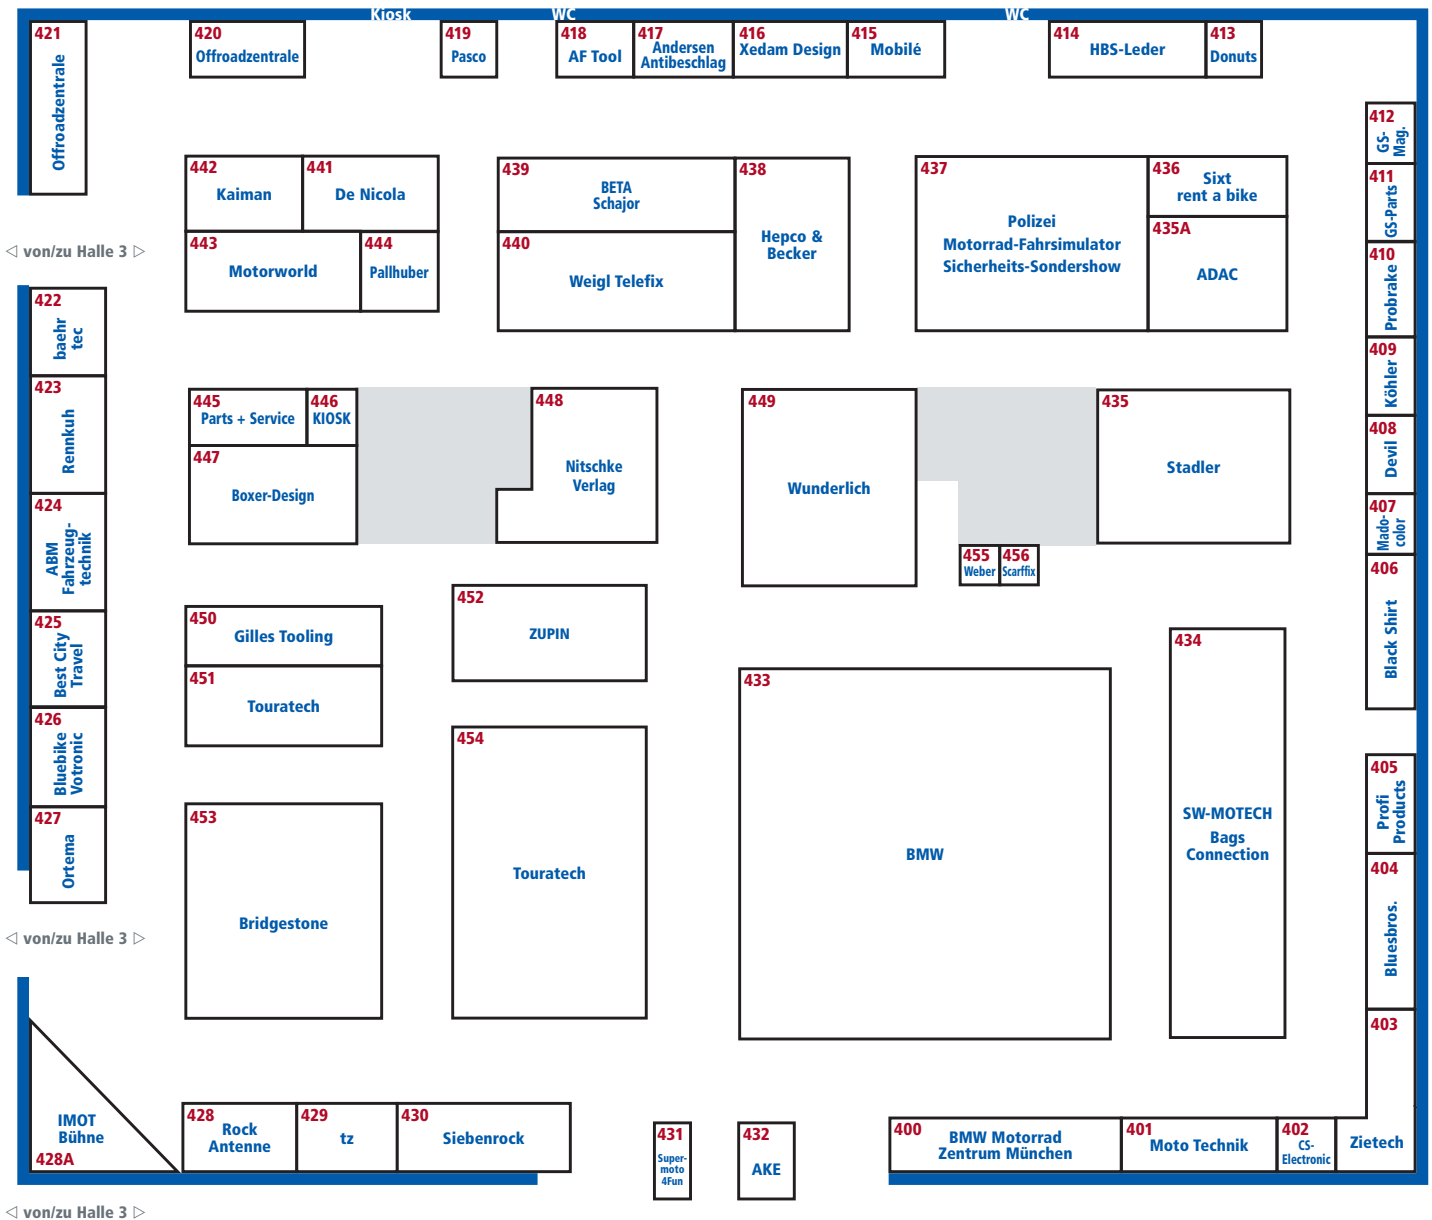 Kiosk
WC
WC
421
Offroadzentrale
420
Offroadzentrale
419
Pasco
418
AF Tool
417
Andersen
Antibeschlag
416
Xedam Design
415
Mobilé
414
HBS-Leder
413
Donuts
412
GS-
Mag.
411
GS-Parts
410
Probrake
409
Köhler
408
Devil
407
Mado-
color
406
Black Shirt
405
Profi
Products
404
Bluesbros.
403
Zietech
442
Kaiman
441
De Nicola
443
Motorworld
444
Pallhuber
439
BETA
Schajor
440
Weigl Telefix
438
Hepco &
Becker
437
Polizei
Motorrad-Fahrsimulator
Sicherheits-Sondershow
436
Sixt
rent a bike
435A
ADAC
◁ von/zu Halle 3 ▷
422
baehr
tec
423
Rennkuh
424
ABM
Fahrzeug-
technik
425
Best City
Travel
426
Bluebike
Votronic
427
Ortema
445
Parts + Service
446
KIOSK
447
Boxer-Design
448
Nitschke
Verlag
449
Wunderlich
435
Stadler
455
Weber
456
Scarffix
450
Gilles Tooling
451
Touratech
452
ZUPIN
454
Touratech
453
Bridgestone
433
BMW
434
SW-MOTECH
Bags
Connection
◁ von/zu Halle 3 ▷
IMOT
Bühne
428A
428
Rock
Antenne
429
tz
430
Siebenrock
431
Super-
moto
4Fun
432
AKE
400
BMW Motorrad
Zentrum München
401
Moto Technik
402
CS-
Electronic
◁ von/zu Halle 3 ▷